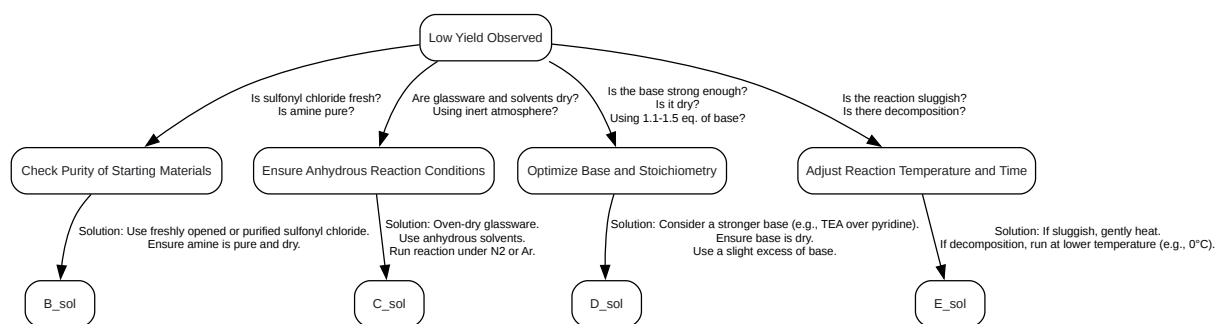 Low Yield Observed
Is sulfonyl chloride fresh?
Is amine pure?
Are glassware and solvents dry?
Using inert atmosphere?
Is the base strong enough?
Is it dry?
Using 1.1-1.5 eq. of base?
Is the reaction sluggish?
Is there decomposition?
Check Purity of Starting Materials
Ensure Anhydrous Reaction Conditions
Optimize Base and Stoichiometry
Adjust Reaction Temperature and Time
Solution: Use freshly opened or purified sulfonyl chloride.
Ensure amine is pure and dry.
Solution: Oven-dry glassware.
Use anhydrous solvents.
Run reaction under N2 or Ar.
Solution: Consider a stronger base (e.g., TEA over pyridine).
Ensure base is dry.
Use a slight excess of base.
Solution: If sluggish, gently heat.
If decomposition, run at lower temperature (e.g., 0°C).
B_sol
C_sol
D_sol
E_sol